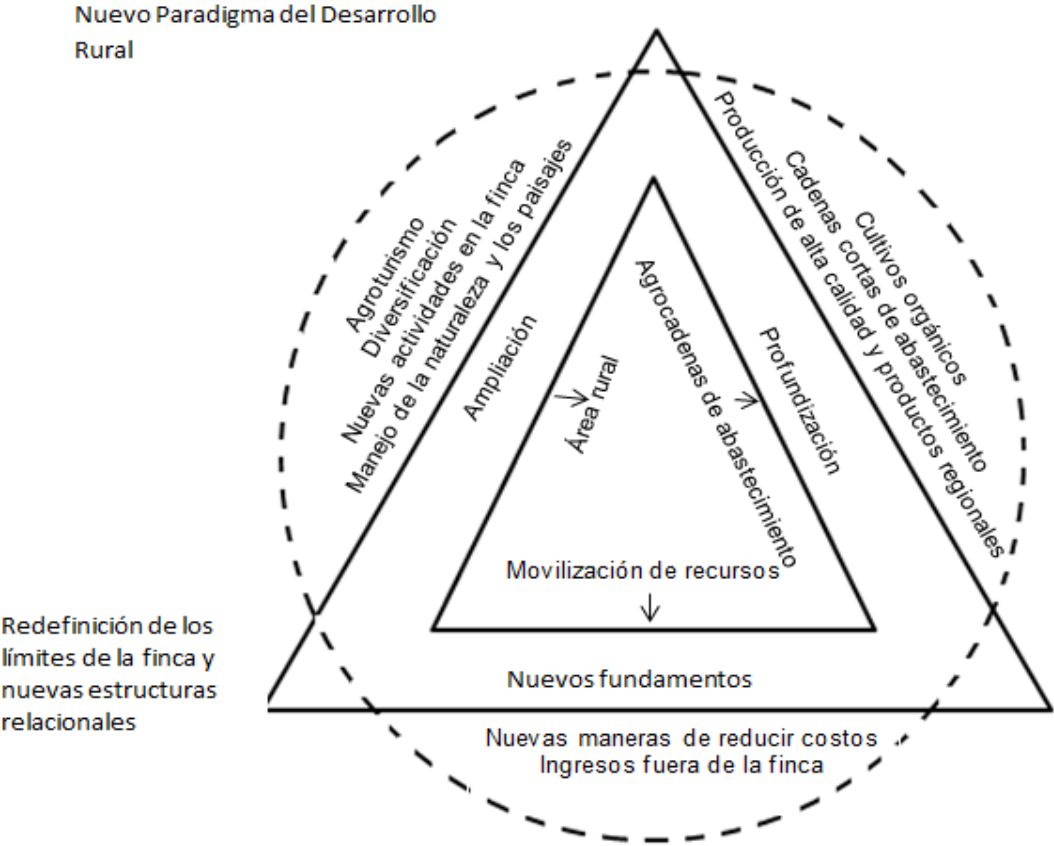 Nuevo Paradigma del Desarrollo
Rural
Agroturismo
Diversificación
Nuevas actividades en la finca
Manejo de la naturaleza y los paisajes
Ampliación
Área rural
Producción de alta calidad y productos regionales
Cadenas cortas de abastecimiento
Cultivos orgánicos
Profundización
Agrocadenas de abastecimiento
Movilización de recursos
Nuevos fundamentos
Nuevas maneras de reducir costos
Ingresos fuera de la finca
Redefinición de los
límites de la finca y
nuevas estructuras
relacionales